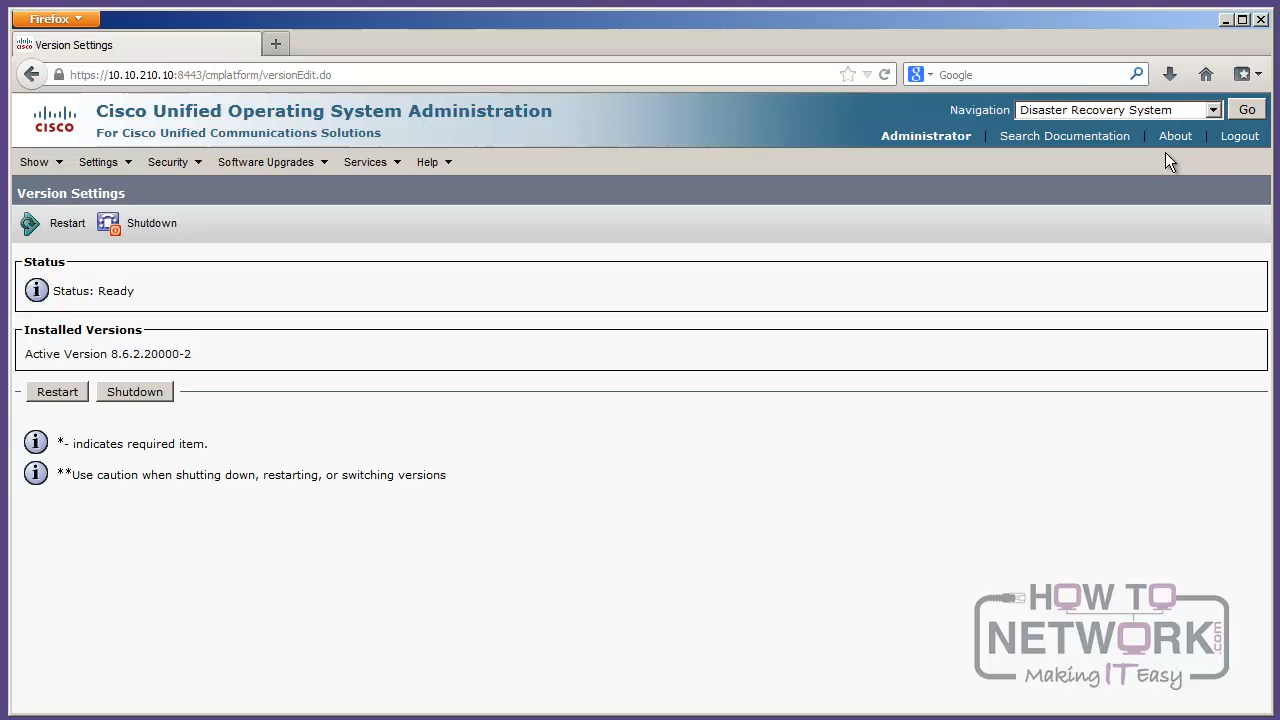 Firefox
Version Settings
https://10.10.210.10:8443/cmplatform/versionEdit.do
Google
CISCO
Cisco Unified Operating System Administration
For Cisco Unified Communications Solutions
Navigation Disaster Recovery System Go
Administrator | Search Documentation | About | Logout
Show Settings Security Software Upgrades Services Help
Version Settings
Restart Shutdown
Status
Status: Ready
Installed Versions
Active Version 8.6.2.20000-2
Restart Shutdown
*- indicates required item.
**Use caution when shutting down, restarting, or switching versions
HOW TO
NETWORK.com
Making IT Easy